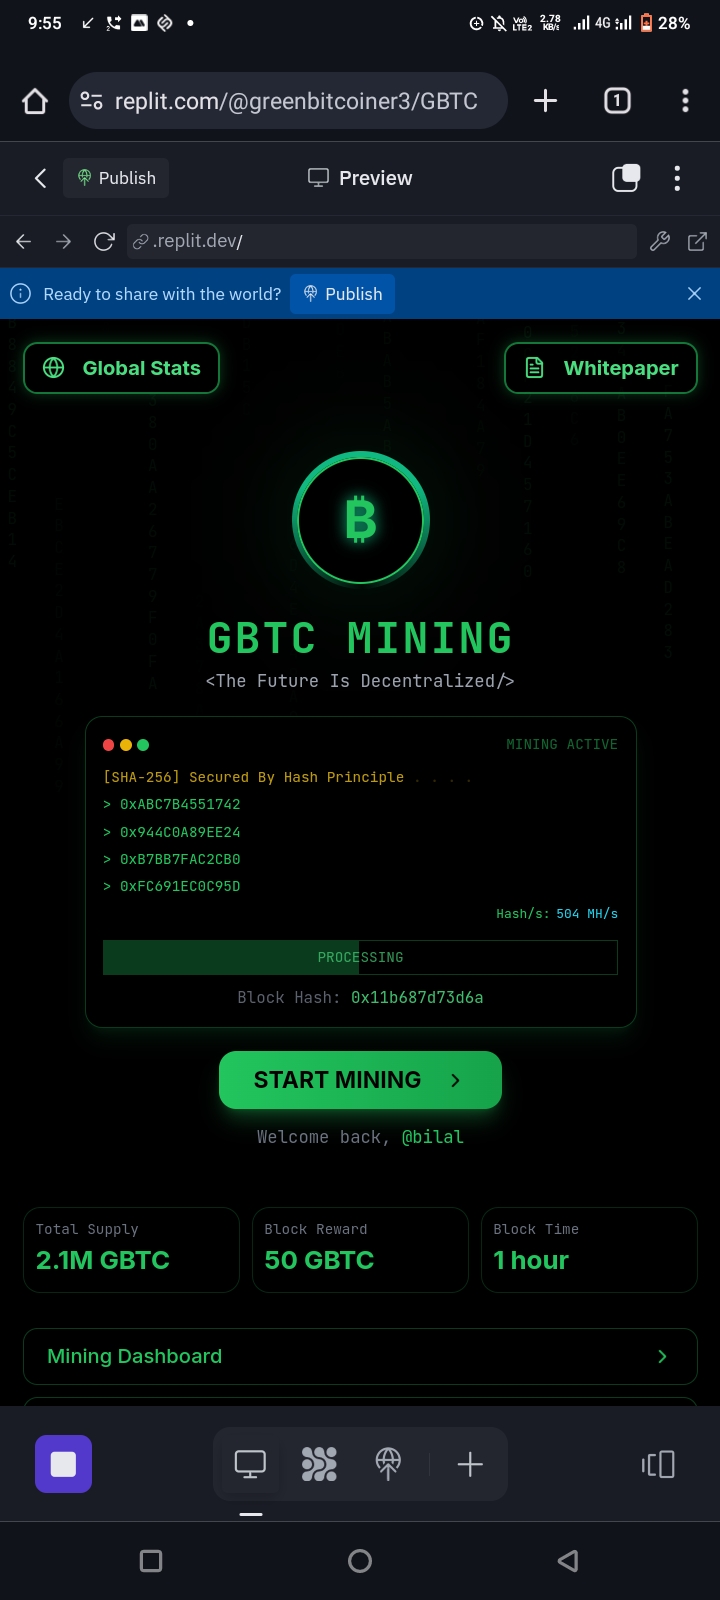 9:55
Vo)) LTE2
2.78 KB/s
4G
28%
replit.com/@greenbitcoiner3/GBTC
1
Publish
Preview
.replit.dev/
Ready to share with the world?
Publish
Global Stats
Whitepaper
GBTC MINING
<The Future Is Decentralized/>
MINING ACTIVE
[SHA-256] Secured By Hash Principle . . . .
> 0xABC7B4551742
> 0x944C0A89EE24
> 0xB7BB7FAC2CB0
> 0xFC691EC0C95D
Hash/s: 504 MH/s
PROCESSING
Block Hash: 0x11b687d73d6a
START MINING
Welcome back, @bilal
Total Supply
2.1M GBTC
Block Reward
50 GBTC
Block Time
1 hour
Mining Dashboard